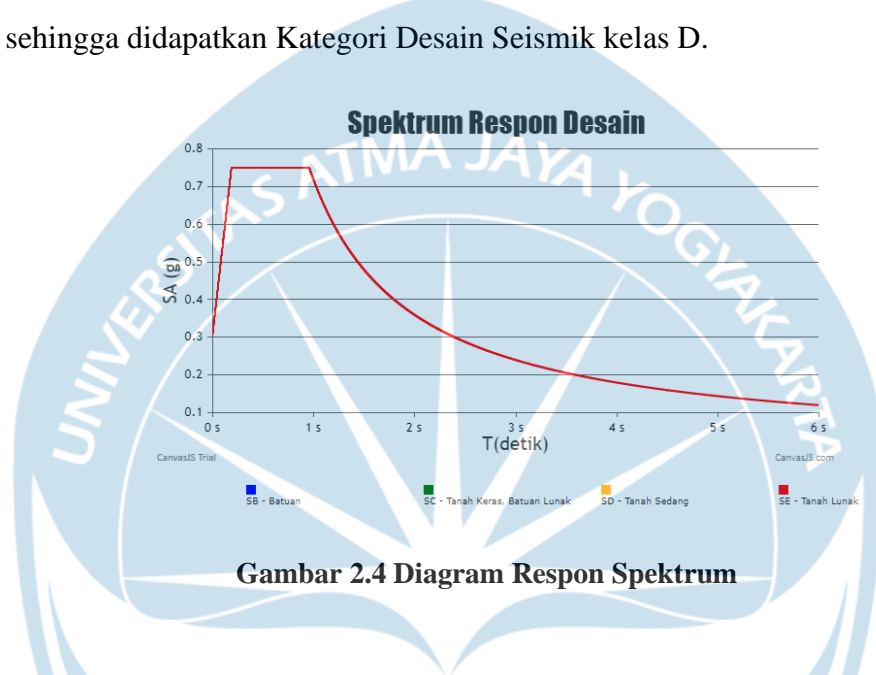 sehingga didapatkan Kategori Desain Seismik kelas D.
Spektrum Respon Desain
UNIVERSITAS ATMA JAYA YOGYAKARTA
SA (g)
0.8
0.7
0.6
0.5
0.4
0.3
0.2
0.1
0 s 1 s 2 s 3 s 4 s 5 s 6 s
T(detik)
CanvasJS Trial CanvasJS.com
SB - Batuan SC - Tanah Keras, Batuan Lunak SD - Tanah Sedang SE - Tanah Lunak
Gambar 2.4 Diagram Respon Spektrum